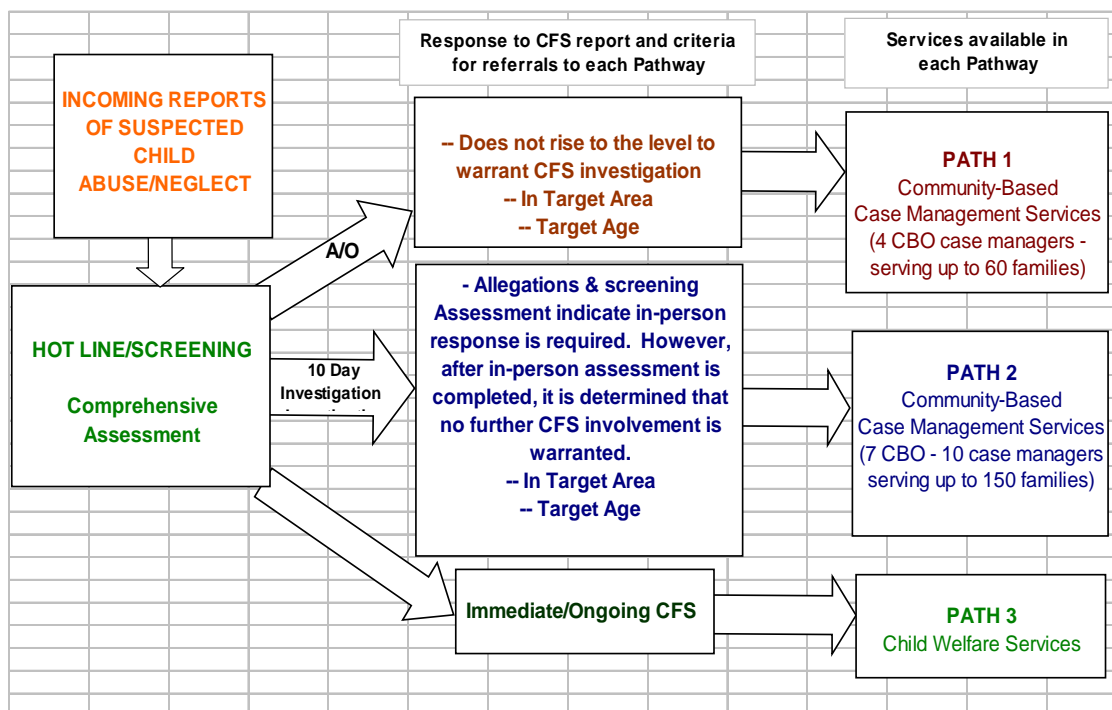 Response to CFS report and criteria
for referrals to each Pathway
Services available in
each Pathway
INCOMING REPORTS
OF SUSPECTED
CHILD
ABUSE/NEGLECT
HOT LINE/SCREENING
Comprehensive
Assessment
A/O
10 Day
Investigation
-- Does not rise to the level to
warrant CFS investigation
-- In Target Area
-- Target Age
- Allegations & screening
Assessment indicate in-person
response is required.  However,
after in-person assessment is
completed, it is determined that
no further CFS involvement is
warranted.
-- In Target Area
-- Target Age
Immediate/Ongoing CFS
PATH 1
Community-Based
Case Management Services
(4 CBO case managers -
serving up to 60 families)
PATH 2
Community-Based
Case Management Services
(7 CBO - 10 case managers
serving up to 150 families)
PATH 3
Child Welfare Services